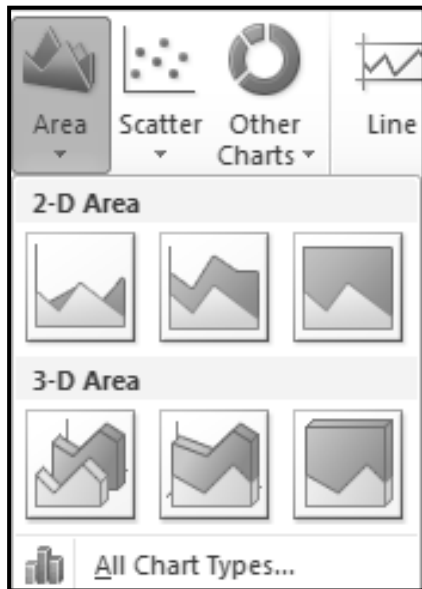 Area Scatter Other Line
Charts
2-D Area
3-D Area
All Chart Types...